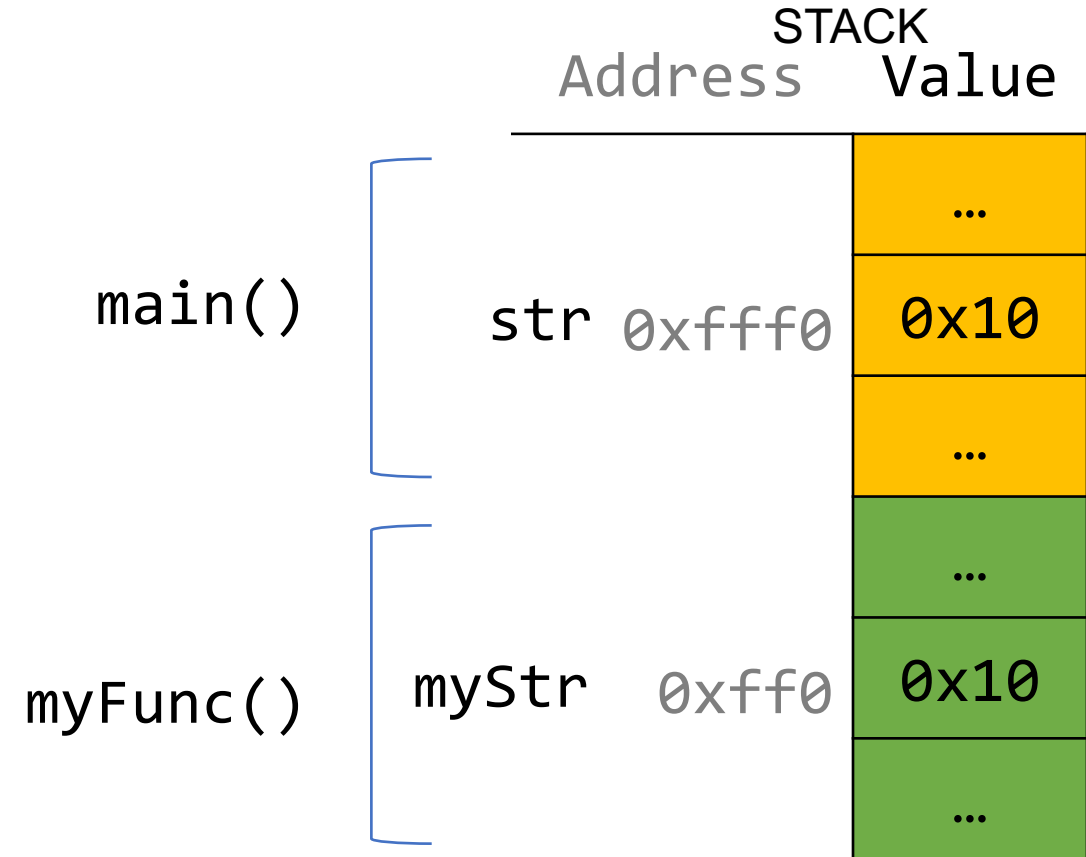 STACK
Address Value
…
main() str 0xfff0 0x10
…
…
myFunc() myStr 0xff0 0x10
…